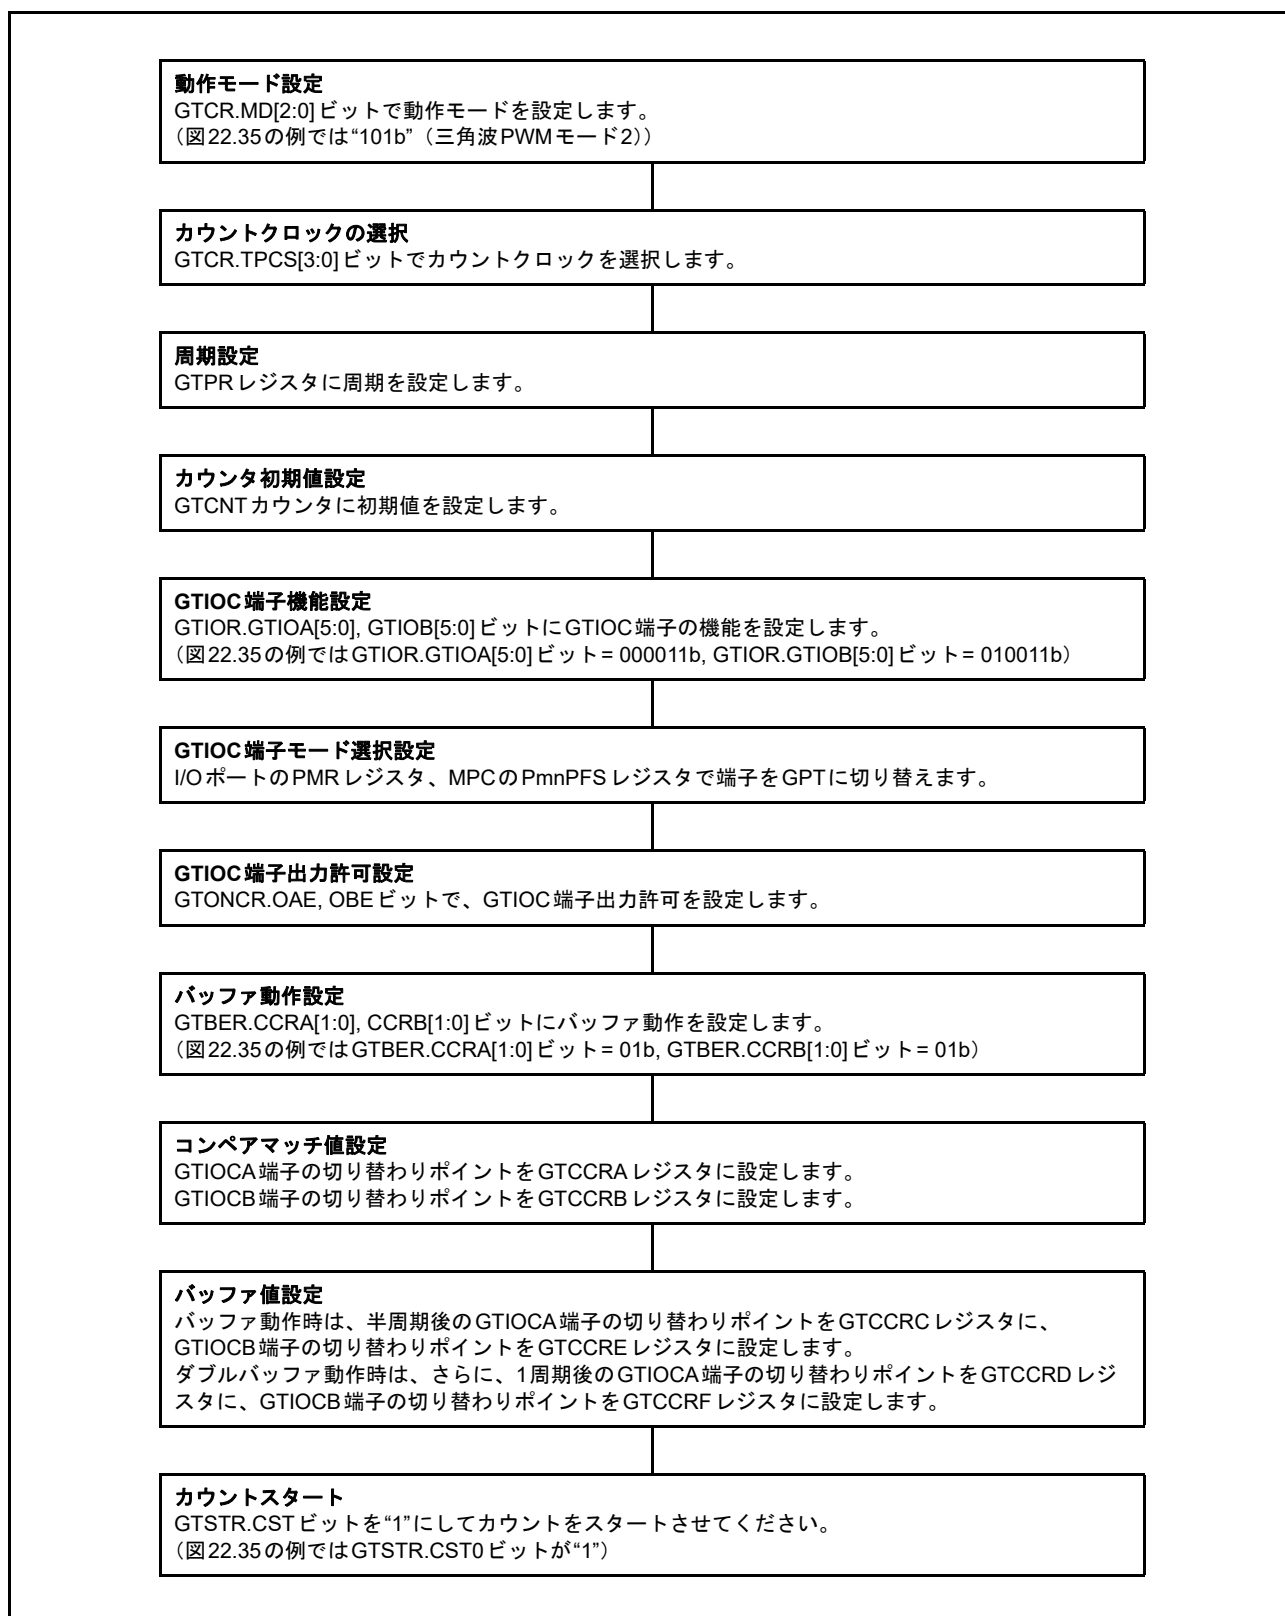 動作モード設定
GTCR.MD[2:0]ビットで動作モードを設定します。
（図22.35の例では“101b”（三角波PWMモード2））
カウントクロックの選択
GTCR.TPCS[3:0]ビットでカウントクロックを選択します。
周期設定
GTPRレジスタに周期を設定します。
カウンタ初期値設定
GTCNTカウンタに初期値を設定します。
GTIOC端子機能設定
GTIOR.GTIOA[5:0], GTIOB[5:0]ビットにGTIOC端子の機能を設定します。
（図22.35の例ではGTIOR.GTIOA[5:0]ビット= 000011b, GTIOR.GTIOB[5:0]ビット= 010011b）
GTIOC端子モード選択設定
I/OポートのPMRレジスタ、MPCのPmnPFSレジスタで端子をGPTに切り替えます。
GTIOC端子出力許可設定
GTONCR.OAE, OBEビットで、GTIOC端子出力許可を設定します。
バッファ動作設定
GTBER.CCRA[1:0], CCRB[1:0]ビットにバッファ動作を設定します。
（図22.35の例ではGTBER.CCRA[1:0]ビット= 01b, GTBER.CCRB[1:0]ビット= 01b）
コンペアマッチ値設定
GTIOCA端子の切り替わりポイントをGTCCRAレジスタに設定します。
GTIOCB端子の切り替わりポイントをGTCCRBレジスタに設定します。
バッファ値設定
バッファ動作時は、半周期後のGTIOCA端子の切り替わりポイントをGTCCRCレジスタに、
GTIOCB端子の切り替わりポイントをGTCCREレジスタに設定します。
ダブルバッファ動作時は、さらに、1周期後のGTIOCA端子の切り替わりポイントをGTCCRDレジ
スタに、GTIOCB端子の切り替わりポイントをGTCCRFレジスタに設定します。
カウントスタート
GTSTR.CSTビットを“1”にしてカウントをスタートさせてください。
（図22.35の例ではGTSTR.CST0ビットが“1”）